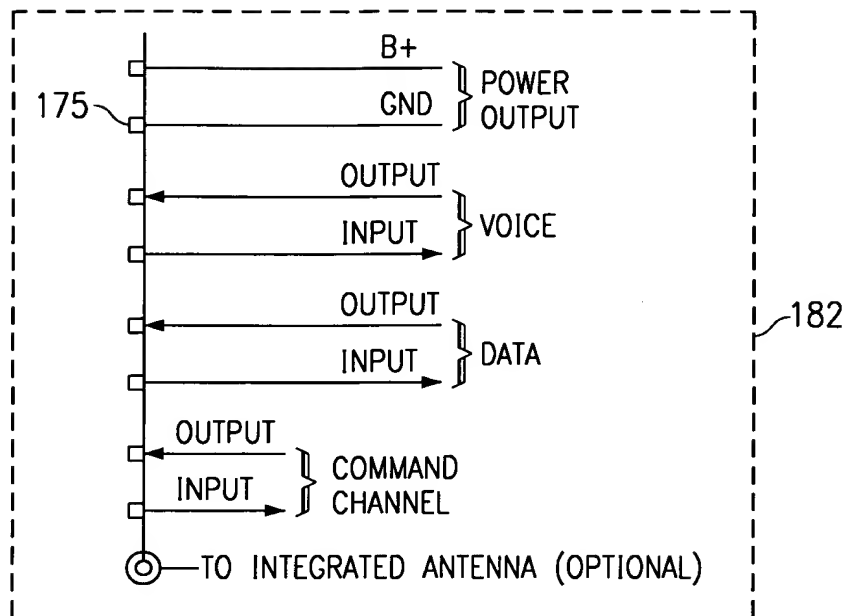 B+
175
GND
POWER
OUTPUT
OUTPUT
INPUT
VOICE
OUTPUT
INPUT
DATA
182
OUTPUT
INPUT
COMMAND
CHANNEL
TO INTEGRATED ANTENNA (OPTIONAL)